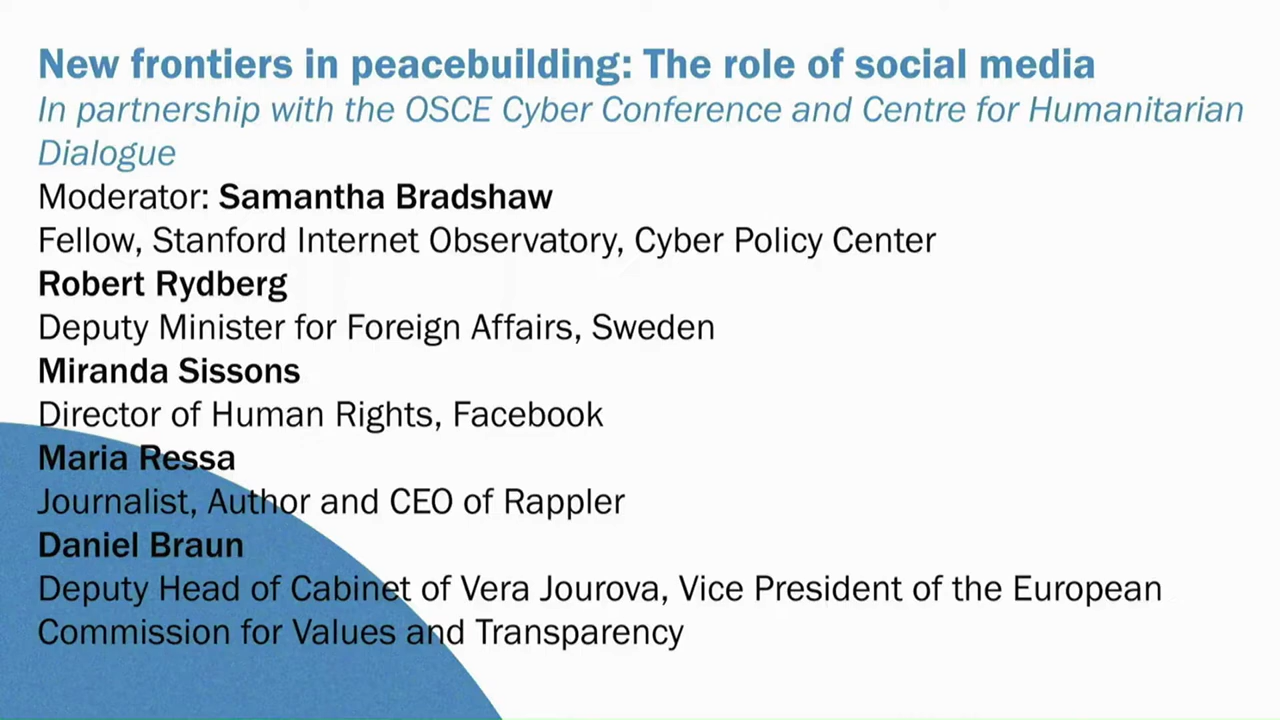 New frontiers in peacebuilding: The role of social media
In partnership with the OSCE Cyber Conference and Centre for Humanitarian
Dialogue
Moderator: Samantha Bradshaw
Fellow, Stanford Internet Observatory, Cyber Policy Center
Robert Rydberg
Deputy Minister for Foreign Affairs, Sweden
Miranda Sissons
Director of Human Rights, Facebook
Maria Ressa
Journalist, Author and CEO of Rappler
Daniel Braun
Deputy Head of Cabinet of Vera Jourova, Vice President of the European
Commission for Values and Transparency